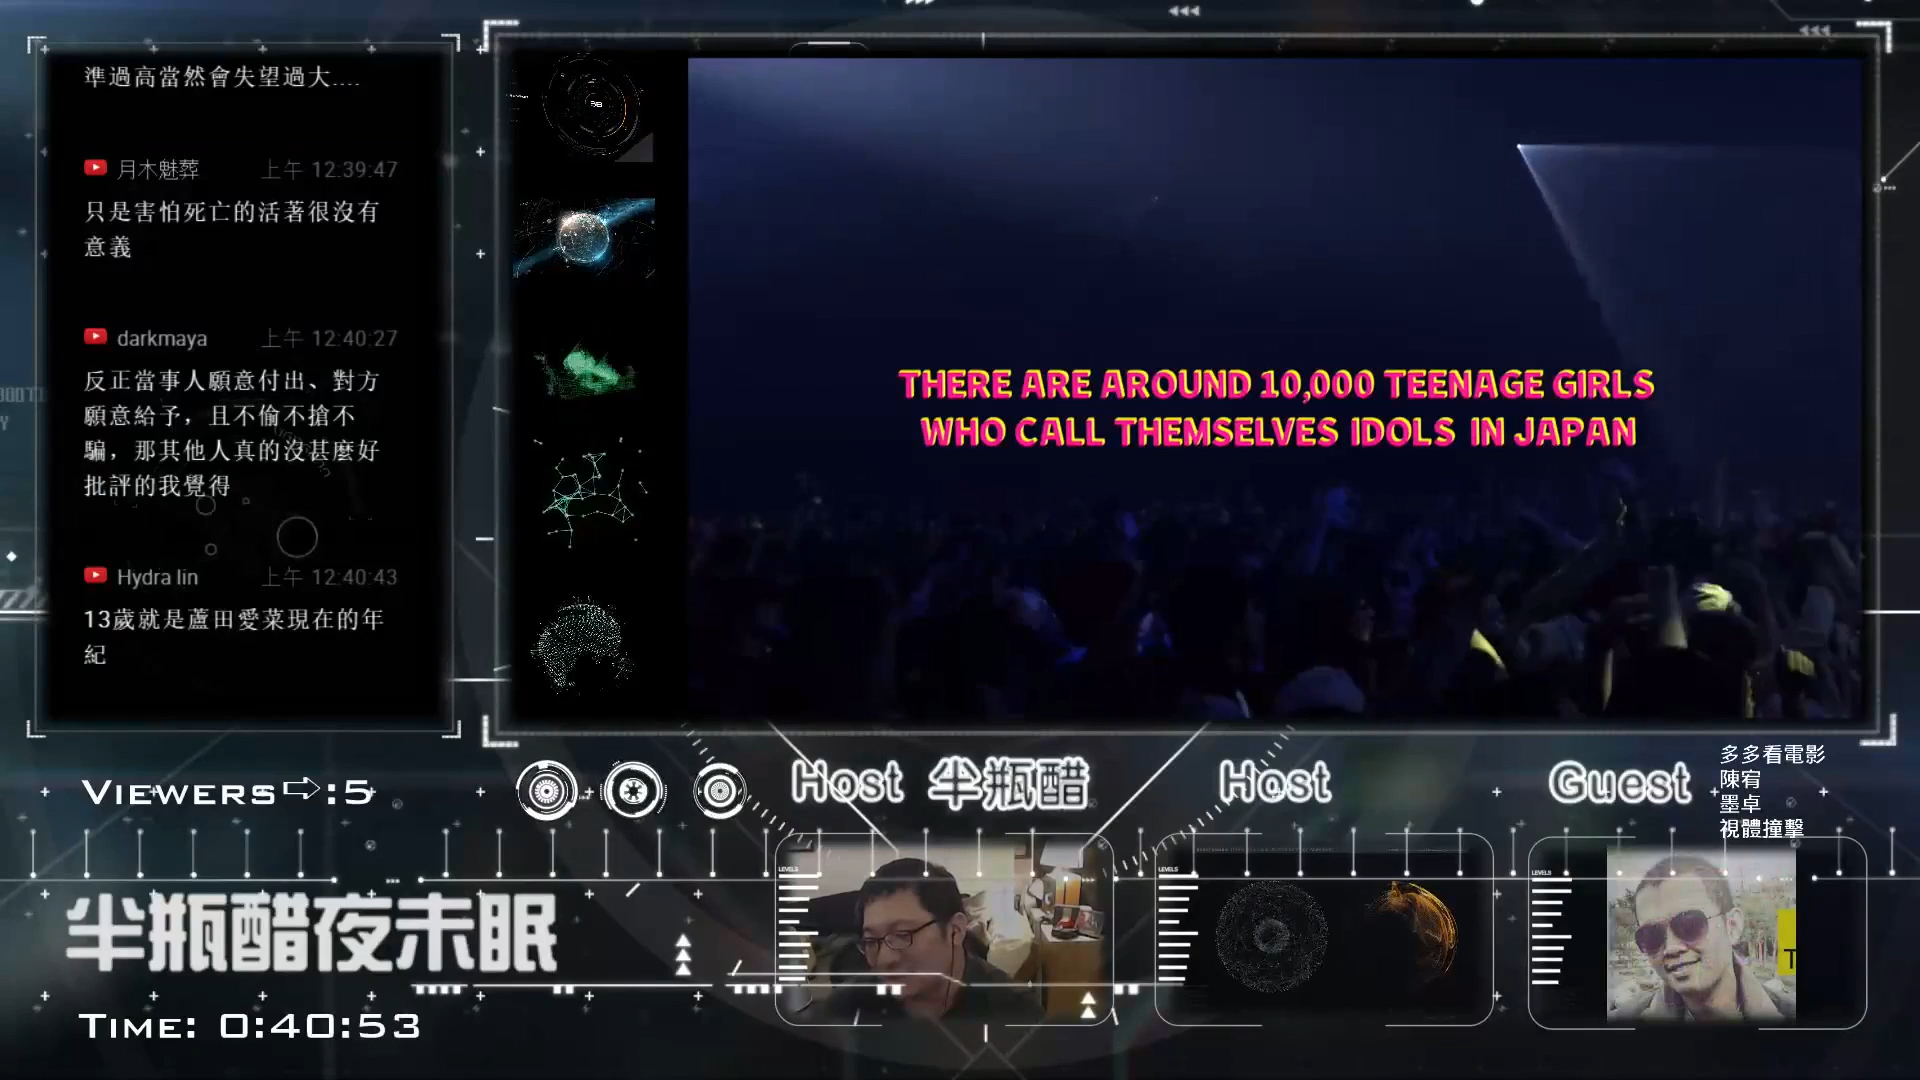 準過高當然會失望過大....
月木魅葬 上午 12:39:47
只是害怕死亡的活著很沒有
意義
darkmaya 上午 12:40:27
反正當事人願意付出、對方
願意給予，且不偷不搶不
騙，那其他人真的沒甚麼好
批評的我覺得
Hydra lin 上午 12:40:43
13歲就是蘆田愛菜現在的年
紀
THERE ARE AROUND 10,000 TEENAGE GIRLS
WHO CALL THEMSELVES IDOLS IN JAPAN
VIEWERS⇨:5
Host 半瓶醋
Host
Guest
多多看電影
陳宥
墨卓
視體撞擊
LEVELS
LEVELS
LEVELS
半瓶醋夜未眠
TIME: 0:40:53